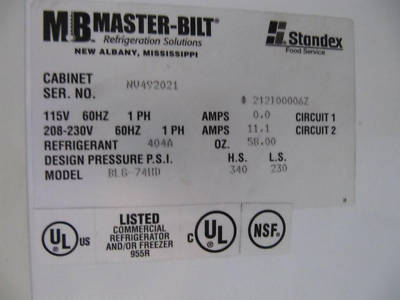 MB MASTER-BILT®
Refrigeration Solutions
NEW ALBANY, MISSISSIPPI
Standex
Food Service
CABINET
SER. NO. NV492021
# 212100006Z
115V 60HZ 1 PH AMPS 0.0 CIRCUIT 1
208-230V 60HZ 1 PH AMPS 11.1 CIRCUIT 2
REFRIGERANT 404A OZ. 58.00
DESIGN PRESSURE P.S.I. H.S. L.S.
MODEL BLG-74HD 340 230
UL US
LISTED
COMMERCIAL
REFRIGERATOR
AND/OR FREEZER
955R
C UL
NSF®